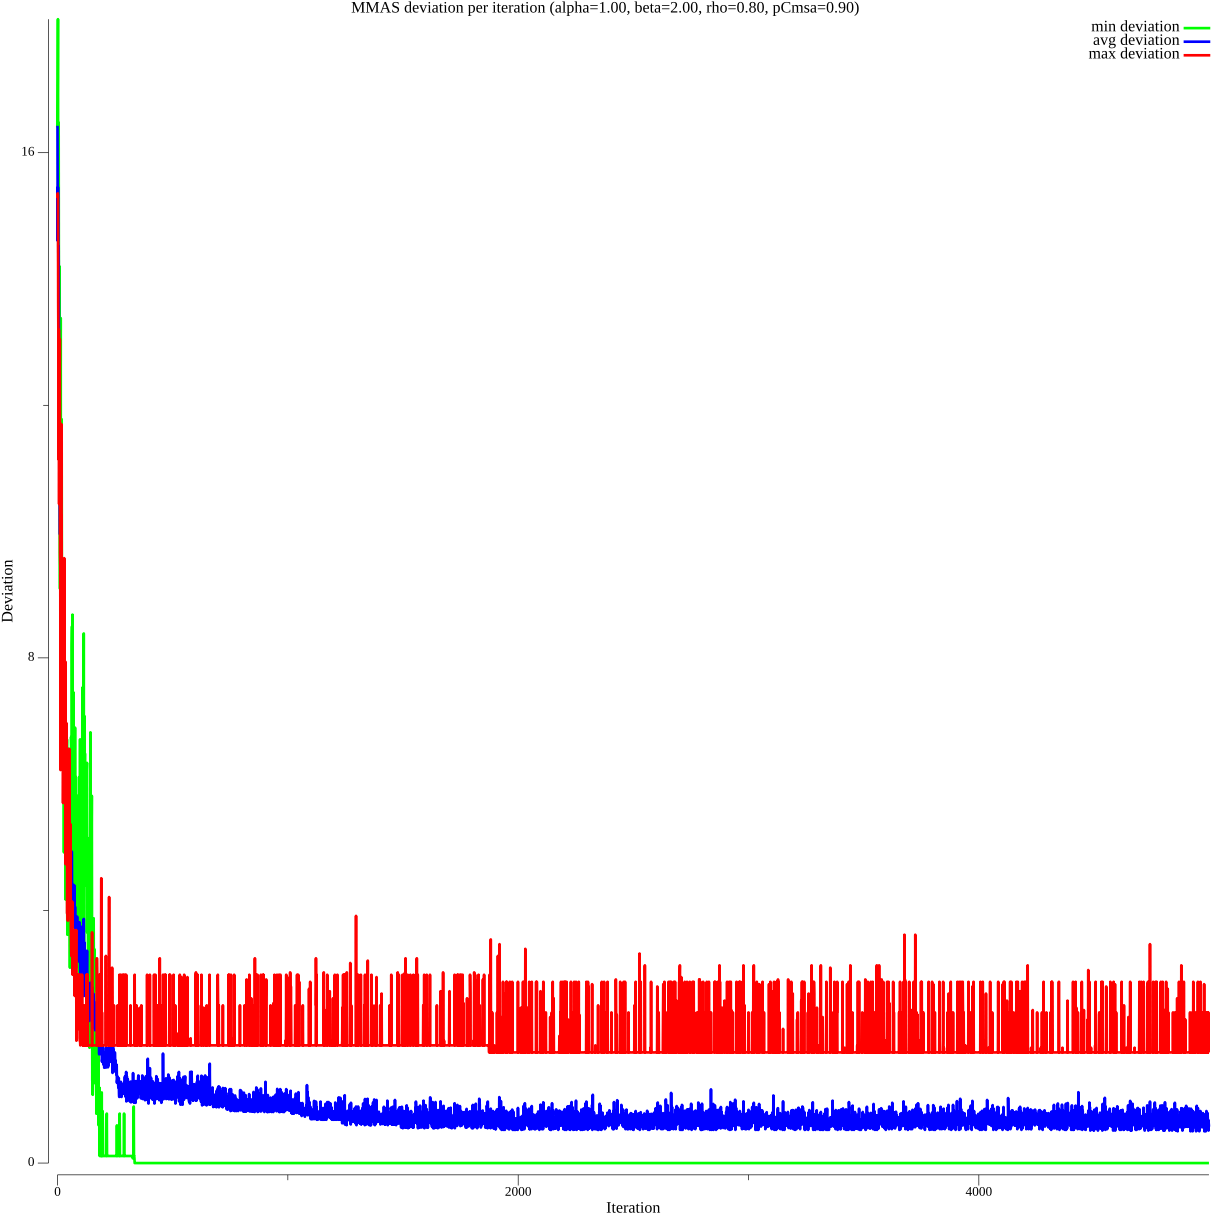 MMAS deviation per iteration (alpha=1.00, beta=2.00, rho=0.80, pCmsa=0.90)
min deviation
avg deviation
max deviation
16
8
0
Deviation
0
2000
4000
Iteration